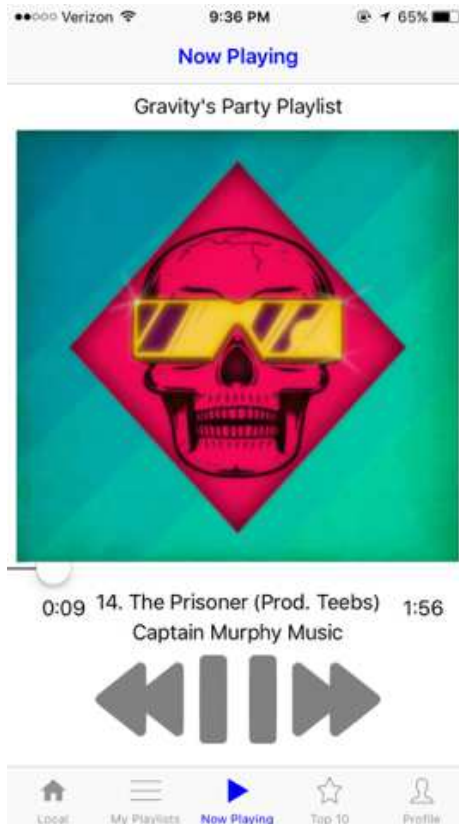 Verizon 9:36 PM 65%
Now Playing
Gravity's Party Playlist
0:09 14. The Prisoner (Prod. Teebs) 1:56
Captain Murphy Music
Local My Playlists Now Playing Top 10 Profile